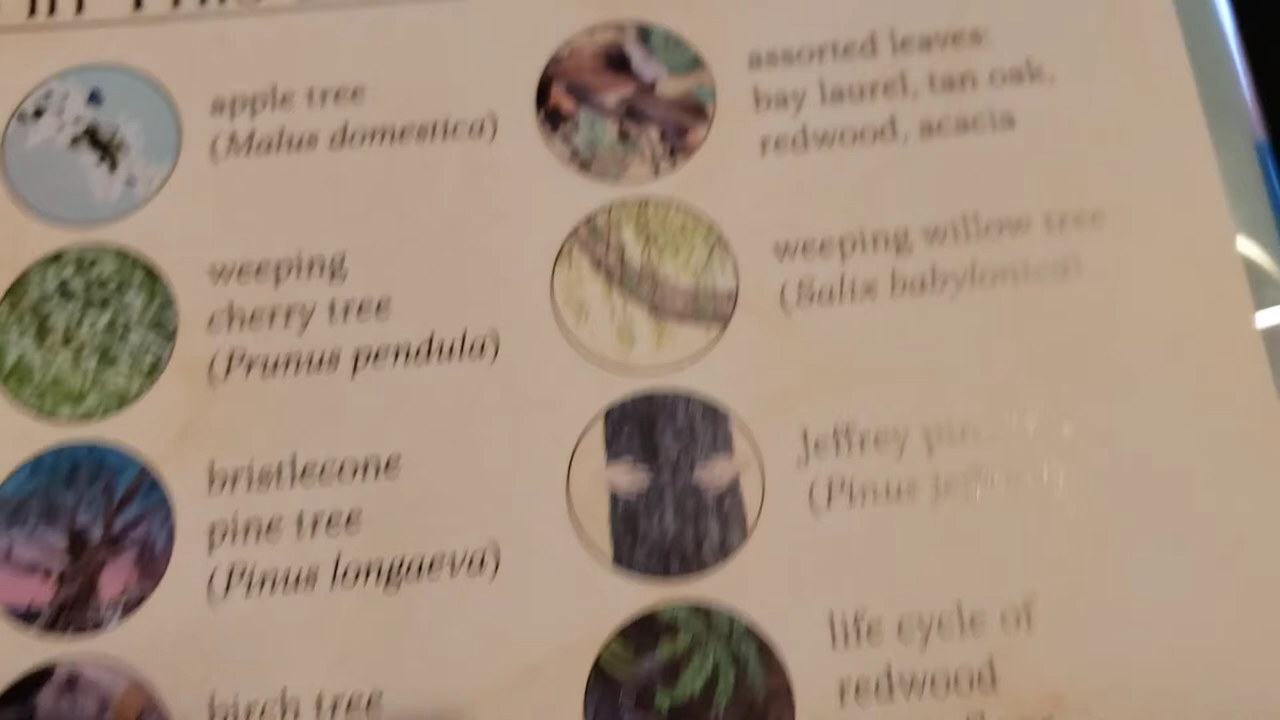 apple tree
(Malus domestica)
weeping
cherry tree
(Prunus pendula)
bristlecone
pine tree
(Pinus longaeva)
birch tree
assorted leaves:
bay laurel, tan oak,
redwood, acacia
weeping willow tree
(Salix babylonica)
Jeffrey
(Pinus
life cycle of
redwood